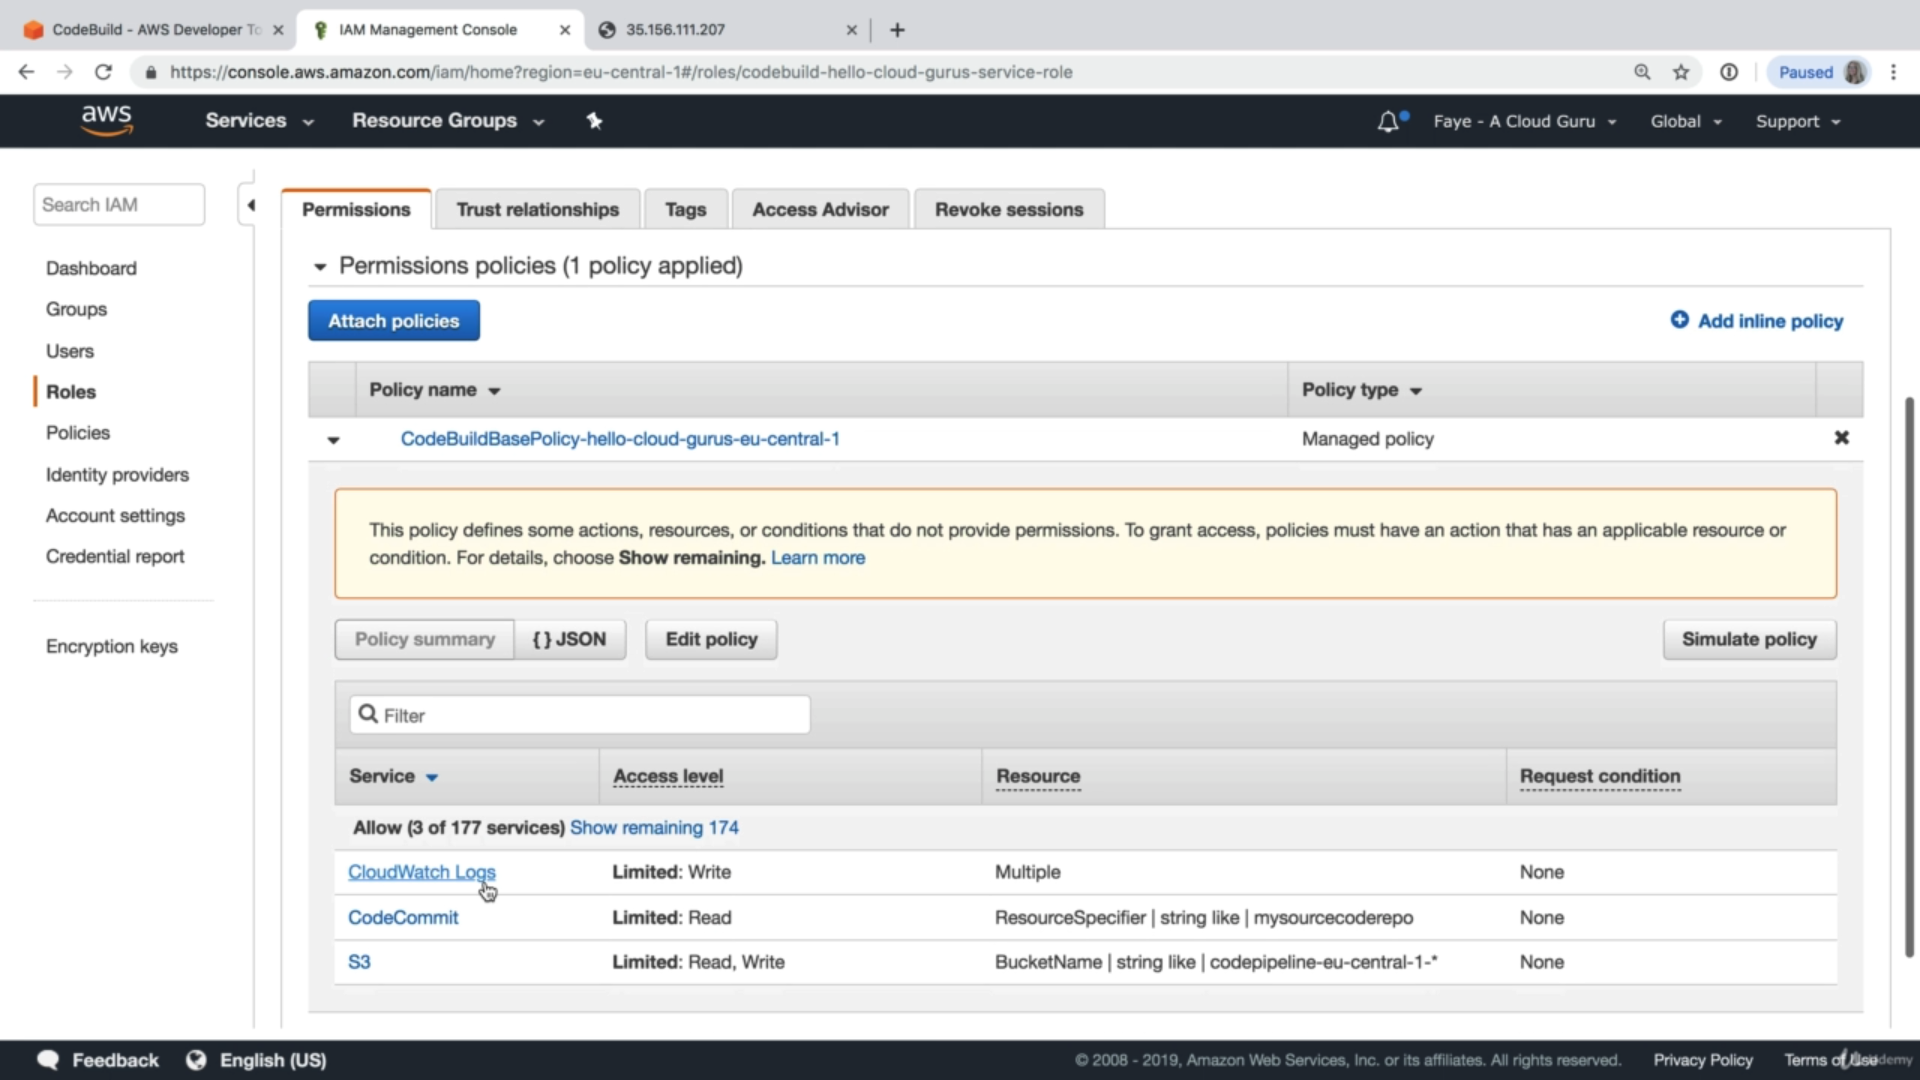 CodeBuild - AWS Developer To
IAM Management Console
35.156.111.207
https://console.aws.amazon.com/iam/home?region=eu-central-1#/roles/codebuild-hello-cloud-gurus-service-role
Paused
aws
Services
Resource Groups
Faye - A Cloud Guru
Global
Support
Search IAM
Dashboard
Groups
Users
Roles
Policies
Identity providers
Account settings
Credential report
Encryption keys
Permissions
Trust relationships
Tags
Access Advisor
Revoke sessions
Permissions policies (1 policy applied)
Attach policies
Add inline policy
Policy name
Policy type
CodeBuildBasePolicy-hello-cloud-gurus-eu-central-1
Managed policy
This policy defines some actions, resources, or conditions that do not provide permissions. To grant access, policies must have an action that has an applicable resource or
condition. For details, choose Show remaining. Learn more
Policy summary
{ } JSON
Edit policy
Simulate policy
Filter
Service
Access level
Resource
Request condition
Allow (3 of 177 services) Show remaining 174
CloudWatch Logs
Limited: Write
Multiple
None
CodeCommit
Limited: Read
ResourceSpecifier | string like | mysourcecoderepo
None
S3
Limited: Read, Write
BucketName | string like | codepipeline-eu-central-1-*
None
Feedback
English (US)
© 2008 - 2019, Amazon Web Services, Inc. or its affiliates. All rights reserved.
Privacy Policy
Terms of Use